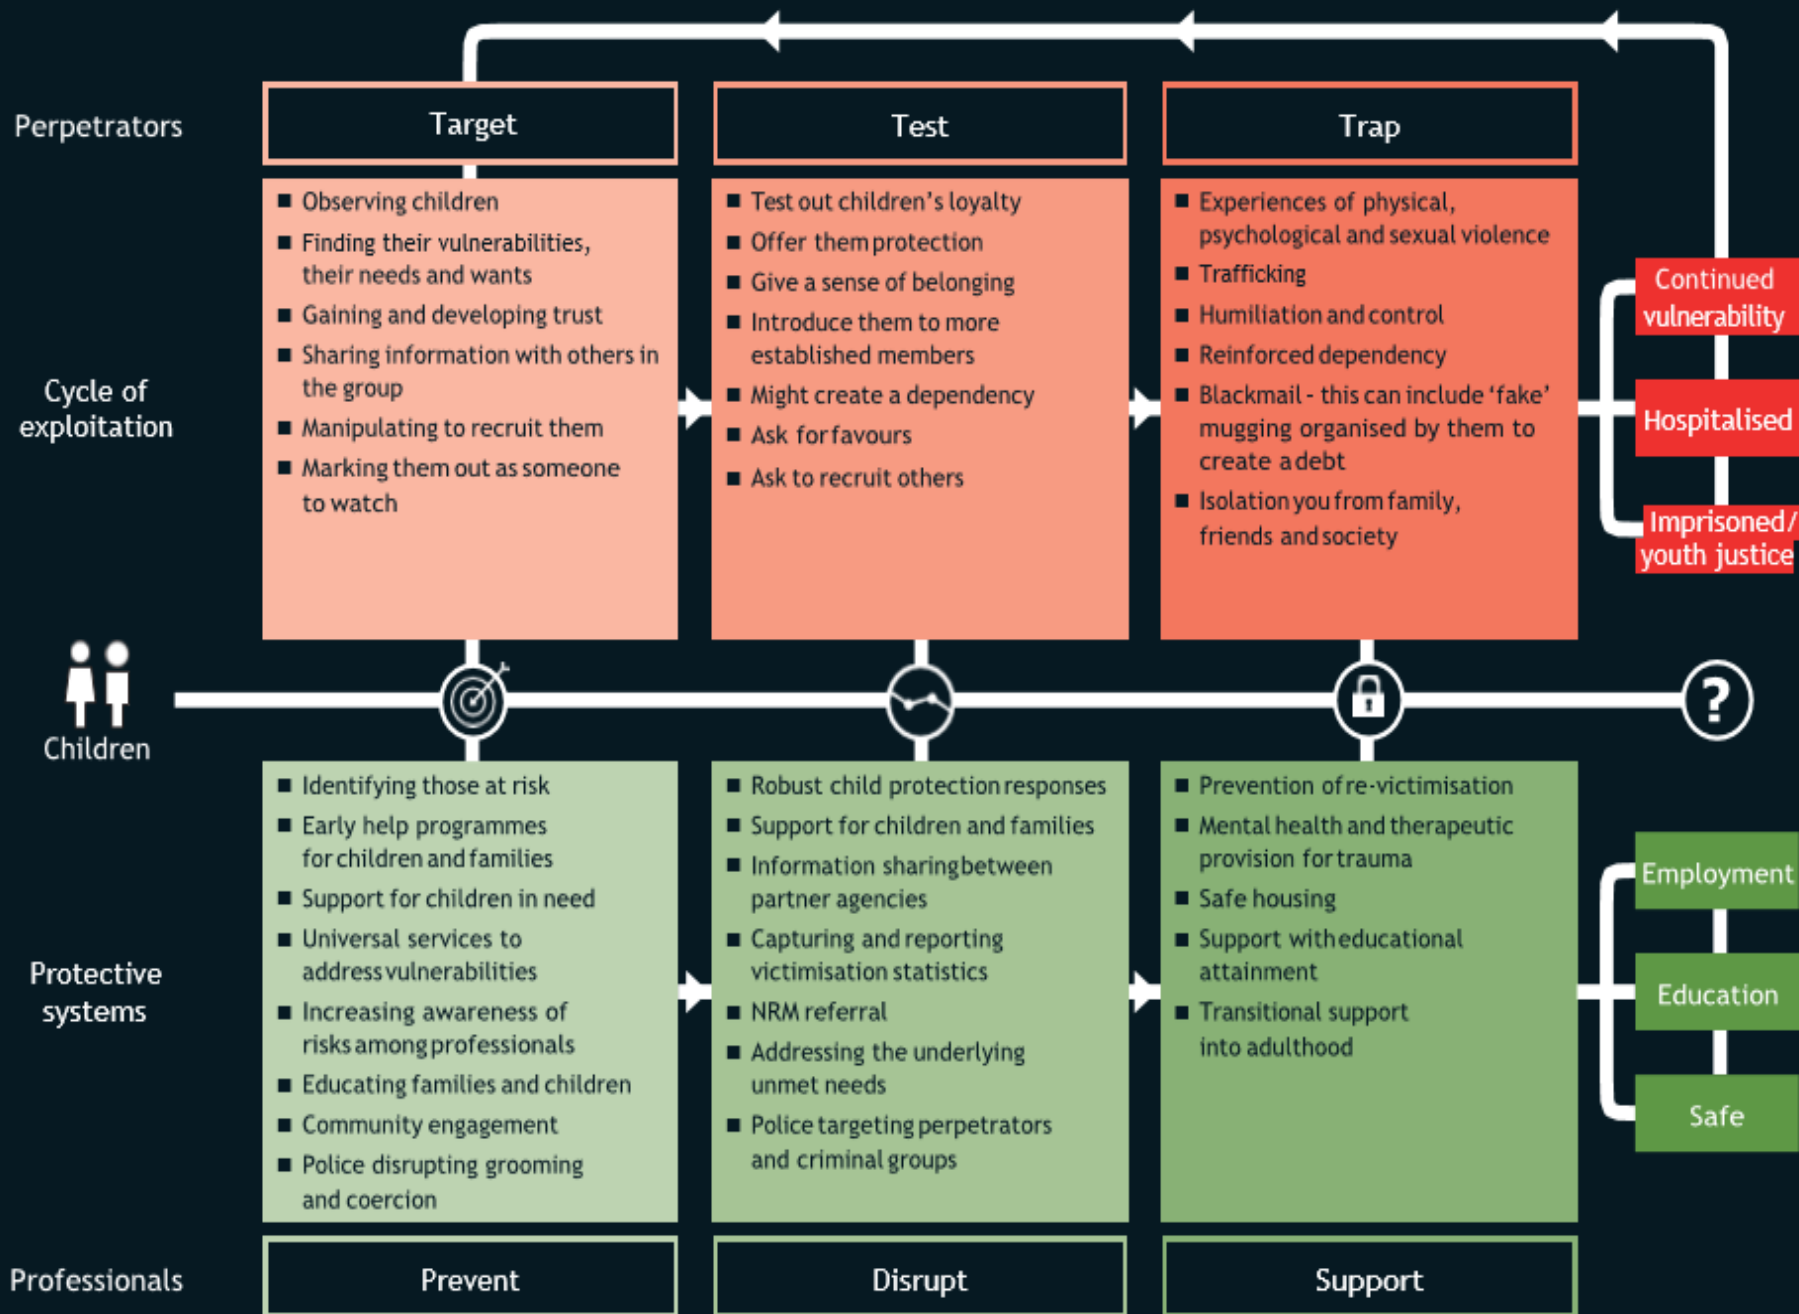 Perpetrators
Target
Test
Trap
Cycle of
exploitation
■ Observing children
■ Finding their vulnerabilities,
their needs and wants
■ Gaining and developing trust
■ Sharing information with others in
the group
■ Manipulating to recruit them
■ Marking them out as someone
to watch
■ Test out children's loyalty
■ Offer them protection
■ Give a sense of belonging
■ Introduce them to more
established members
■ Might create a dependency
■ Ask for favours
■ Ask to recruit others
■ Experiences of physical,
psychological and sexual violence
■ Trafficking
■ Humiliation and control
■ Reinforced dependency
■ Blackmail - this can include ‘fake’
mugging organised by them to
create a debt
■ Isolation you from family,
friends and society
Continued
vulnerability
Hospitalised
Imprisoned/
youth justice
Children
?
Protective
systems
■ Identifying those at risk
■ Early help programmes
for children and families
■ Support for children in need
■ Universal services to
address vulnerabilities
■ Increasing awareness of
risks among professionals
■ Educating families and children
■ Community engagement
■ Police disrupting grooming
and coercion
■ Robust child protection responses
■ Support for children and families
■ Information sharing between
partner agencies
■ Capturing and reporting
victimisation statistics
■ NRM referral
■ Addressing the underlying
unmet needs
■ Police targeting perpetrators
and criminal groups
■ Prevention of re-victimisation
■ Mental health and therapeutic
provision for trauma
■ Safe housing
■ Support with educational
attainment
■ Transitional support
into adulthood
Employment
Education
Safe
Professionals
Prevent
Disrupt
Support